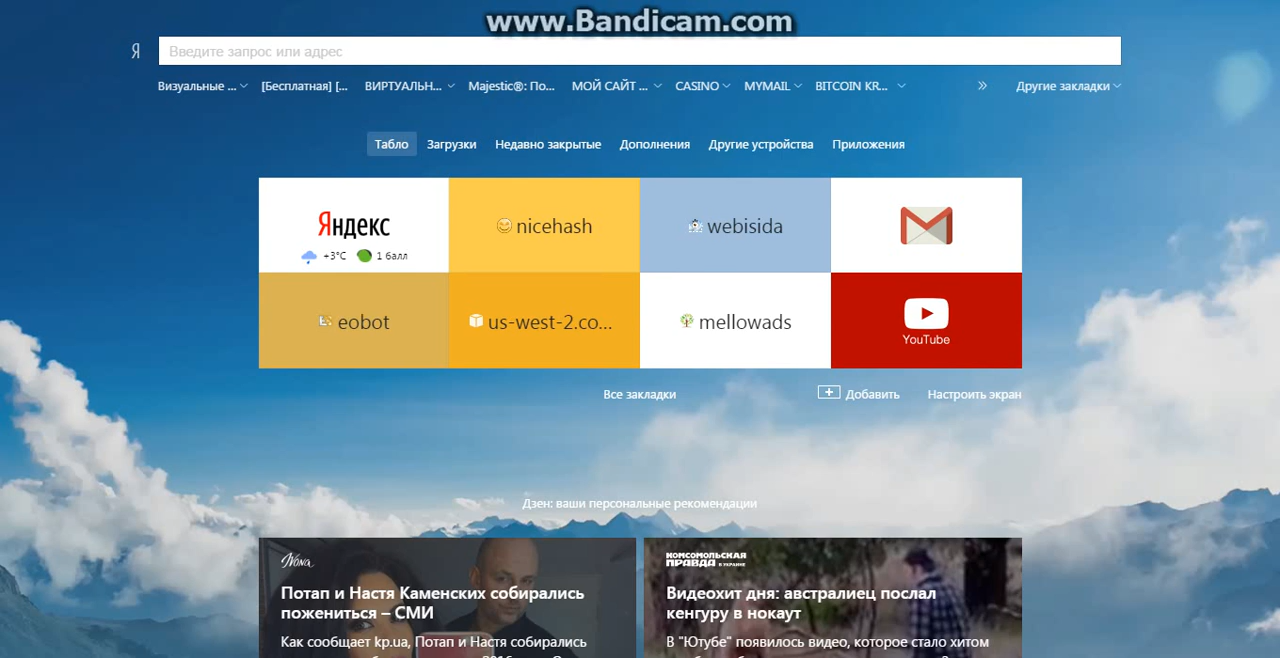 www.Bandicam.com
Я
Введите запрос или адрес
Визуальные ... [Бесплатная] [... ВИРТУАЛЬН... Majestic®: По... МОЙ САЙТ ... CASINO MYMAIL BITCOIN KR... » Другие закладки
Табло Загрузки Недавно закрытые Дополнения Другие устройства Приложения
Яндекс
+3°C 1 балл
nicehash
webisida
eobot
us-west-2.co...
mellowads
YouTube
Все закладки
Добавить
Настроить экран
Дзен: ваши персональные рекомендации
Nona
Потап и Настя Каменских собирались
пожениться – СМИ
Как сообщает kp.ua, Потап и Настя собирались
КОМСОМОЛЬСКАЯ
ПРАВДА В УКРАИНЕ
Видеохит дня: австралиец послал
кенгуру в нокаут
В "Ютубе" появилось видео, которое стало хитом